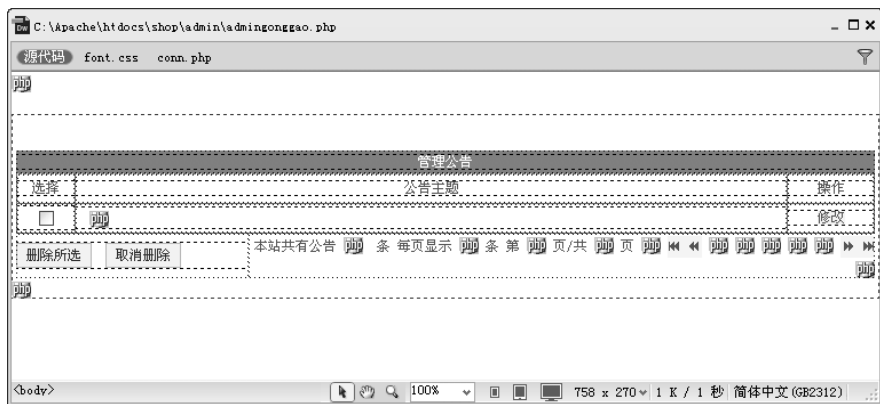 Dw C:\Apache\htdocs\shop\admin\admingonggao.php
源代码 font.css conn.php
php
管理公告
选择 公告主题 操作
php 修改
删除所选 取消删除 本站共有公告 php 条 每页显示 php 条 第 php 页/共 php 页 php php php php php php
php
php
<body> 100% 758 x 270 1 K / 1 秒 简体中文(GB2312)